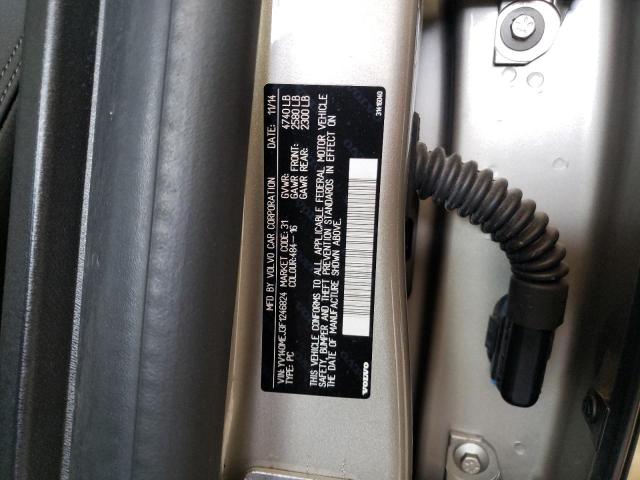 MFD BY VOLVO CAR CORPORATION DATE: 11/14
VIN: YV140MEJ3F1246824 MARKET CODE: 31 GVWR: 4740 LB
TYPE: PC COLOUR: 484-16 GAWR FRONT: 2580 LB
GAWR REAR: 2300 LB
THIS VEHICLE CONFORMS TO ALL APPLICABLE FEDERAL MOTOR VEHICLE
SAFETY, BUMPER AND THEFT PREVENTION STANDARDS IN EFFECT ON
THE DATE OF MANUFACTURE SHOWN ABOVE.
VOLVO